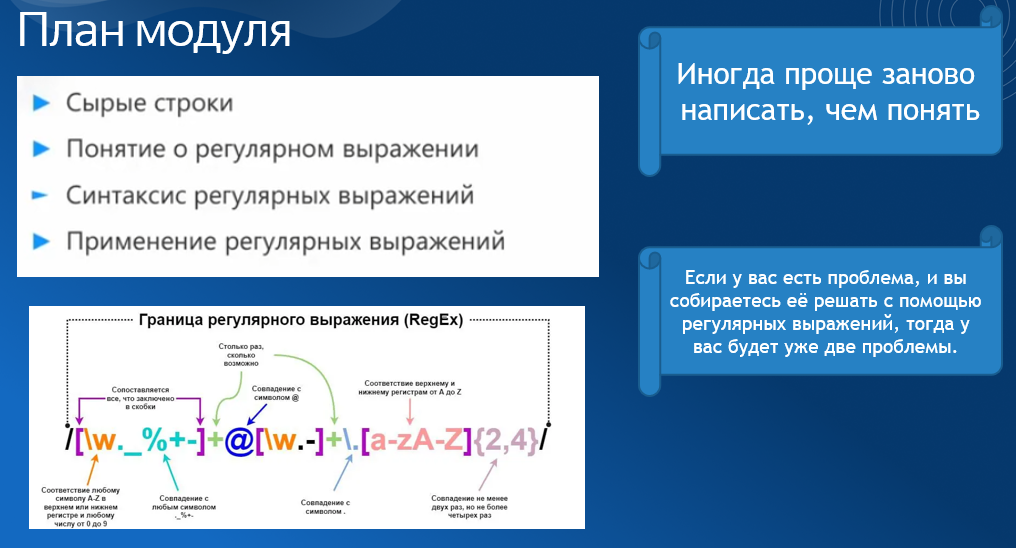 План модуля
Сырые строки
Понятие о регулярном выражении
Синтаксис регулярных выражений
Применение регулярных выражений
Иногда проще заново
написать, чем понять
Если у вас есть проблема, и вы
собираетесь её решать с помощью
регулярных выражений, тогда у
вас будет уже две проблемы.
Граница регулярного выражения (RegEx)
Столько раз,
сколько
возможно
Сопоставляется
все, что заключено
в скобки
Совпадение с
символом @
Соответствие верхнему и
нижнему регистрам от A до Z
/[\w._%+-]+@[\w.-]+\.[a-zA-Z]{2,4}/
Соответствие любому
символу A-Z в
верхнем или нижнем
регистре и любому
числу от 0 до 9
Совпадение с
любым символом
._%+-
Совпадение с
символом .
Совпадение не менее
двух раз, но не более
четырех раз